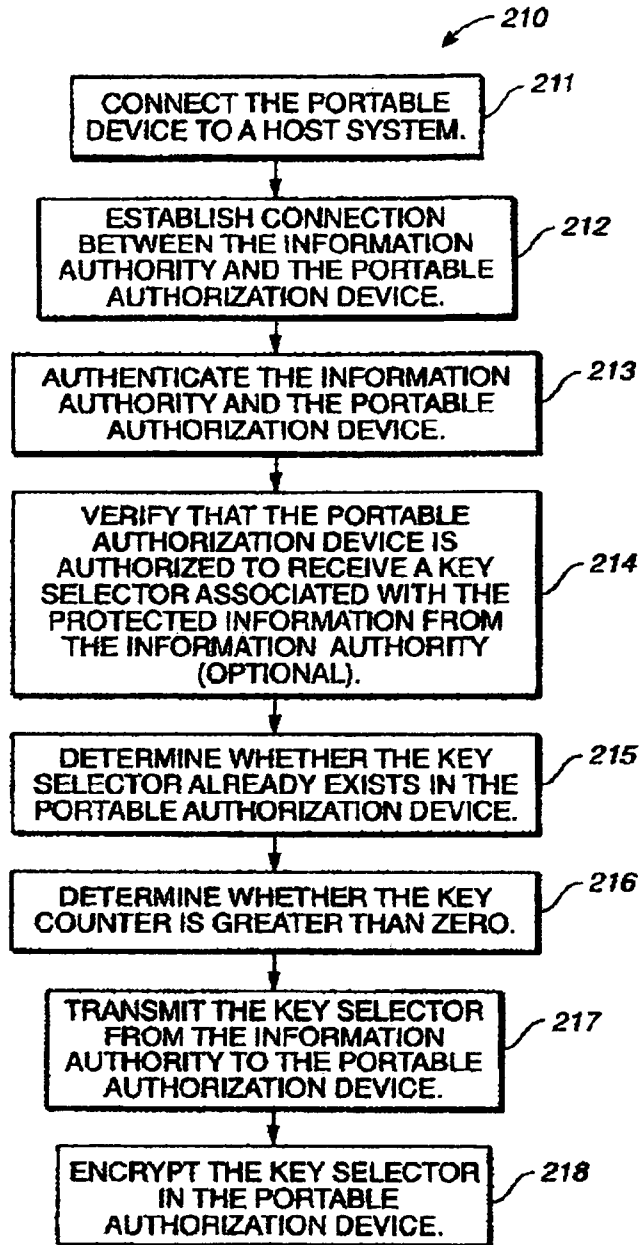 210
CONNECT THE PORTABLE
DEVICE TO A HOST SYSTEM.
211
ESTABLISH CONNECTION
BETWEEN THE INFORMATION
AUTHORITY AND THE PORTABLE
AUTHORIZATION DEVICE.
212
AUTHENTICATE THE INFORMATION
AUTHORITY AND THE PORTABLE
AUTHORIZATION DEVICE.
213
VERIFY THAT THE PORTABLE
AUTHORIZATION DEVICE IS
AUTHORIZED TO RECEIVE A KEY
SELECTOR ASSOCIATED WITH THE
PROTECTED INFORMATION FROM
THE INFORMATION AUTHORITY
(OPTIONAL).
214
DETERMINE WHETHER THE KEY
SELECTOR ALREADY EXISTS IN THE
PORTABLE AUTHORIZATION DEVICE.
215
DETERMINE WHETHER THE KEY
COUNTER IS GREATER THAN ZERO.
216
TRANSMIT THE KEY SELECTOR
FROM THE INFORMATION
AUTHORITY TO THE PORTABLE
AUTHORIZATION DEVICE.
217
ENCRYPT THE KEY SELECTOR
IN THE PORTABLE
AUTHORIZATION DEVICE.
218